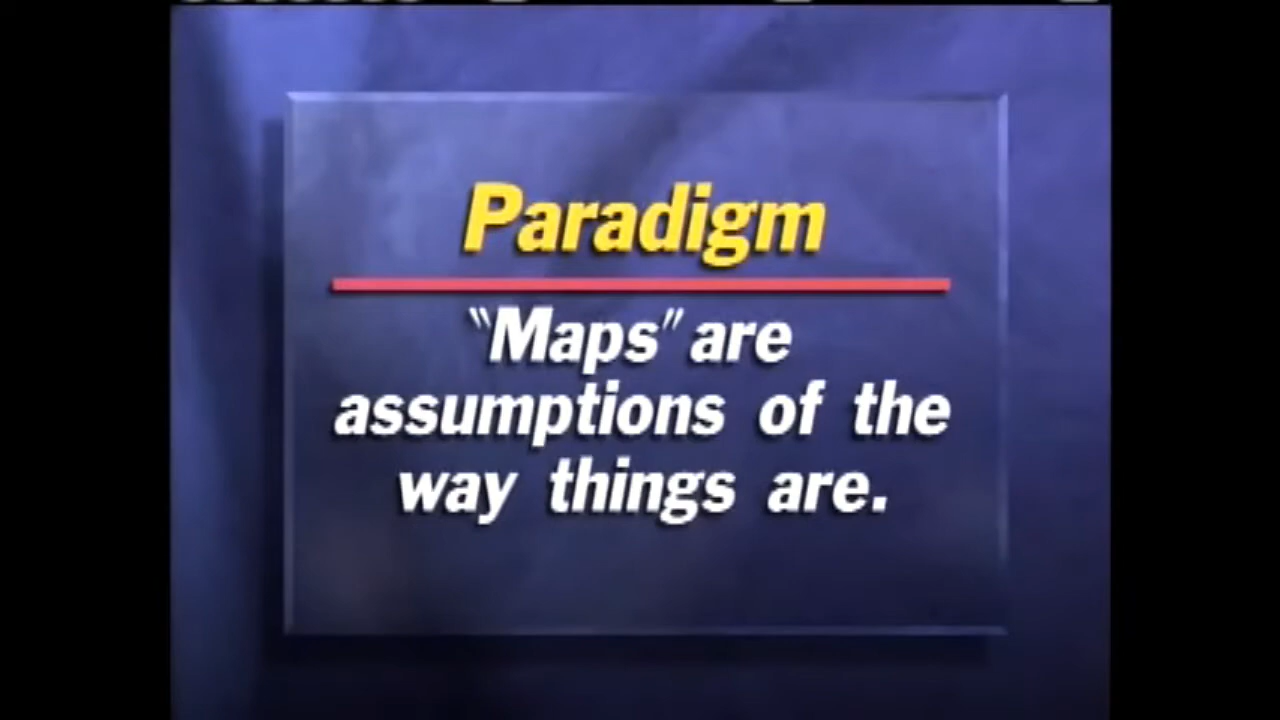 Paradigm
"Maps" are
assumptions of the
way things are.